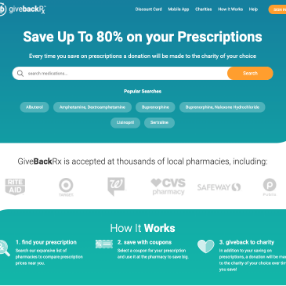 givebackRx
Discount Card Mobile App Charities How It Works Help
Save Up To 80% on your Prescriptions
Every time you save on prescriptions a donation will be made to the charity of your choice
search medications...
Search
Popular Searches
Albuterol
Amphetamine, Dextroamphetamine
Buprenorphine
Buprenorphine, Naloxone Hydrochloride
Lisinopril
Sertraline
GiveBackRx is accepted at thousands of local pharmacies, including:
RITE
AID
CVS
pharmacy
SAFEWAY
How It Works
1. find your prescription
Search our expansive list of
pharmacies to compare prescription
prices near you.
2. save with coupons
Select a coupon for your prescription
and use it at the pharmacy to save big.
3. giveback to charity
In addition to your saving on
prescriptions, a donation will be made
to the charity of your choice every time
you save!